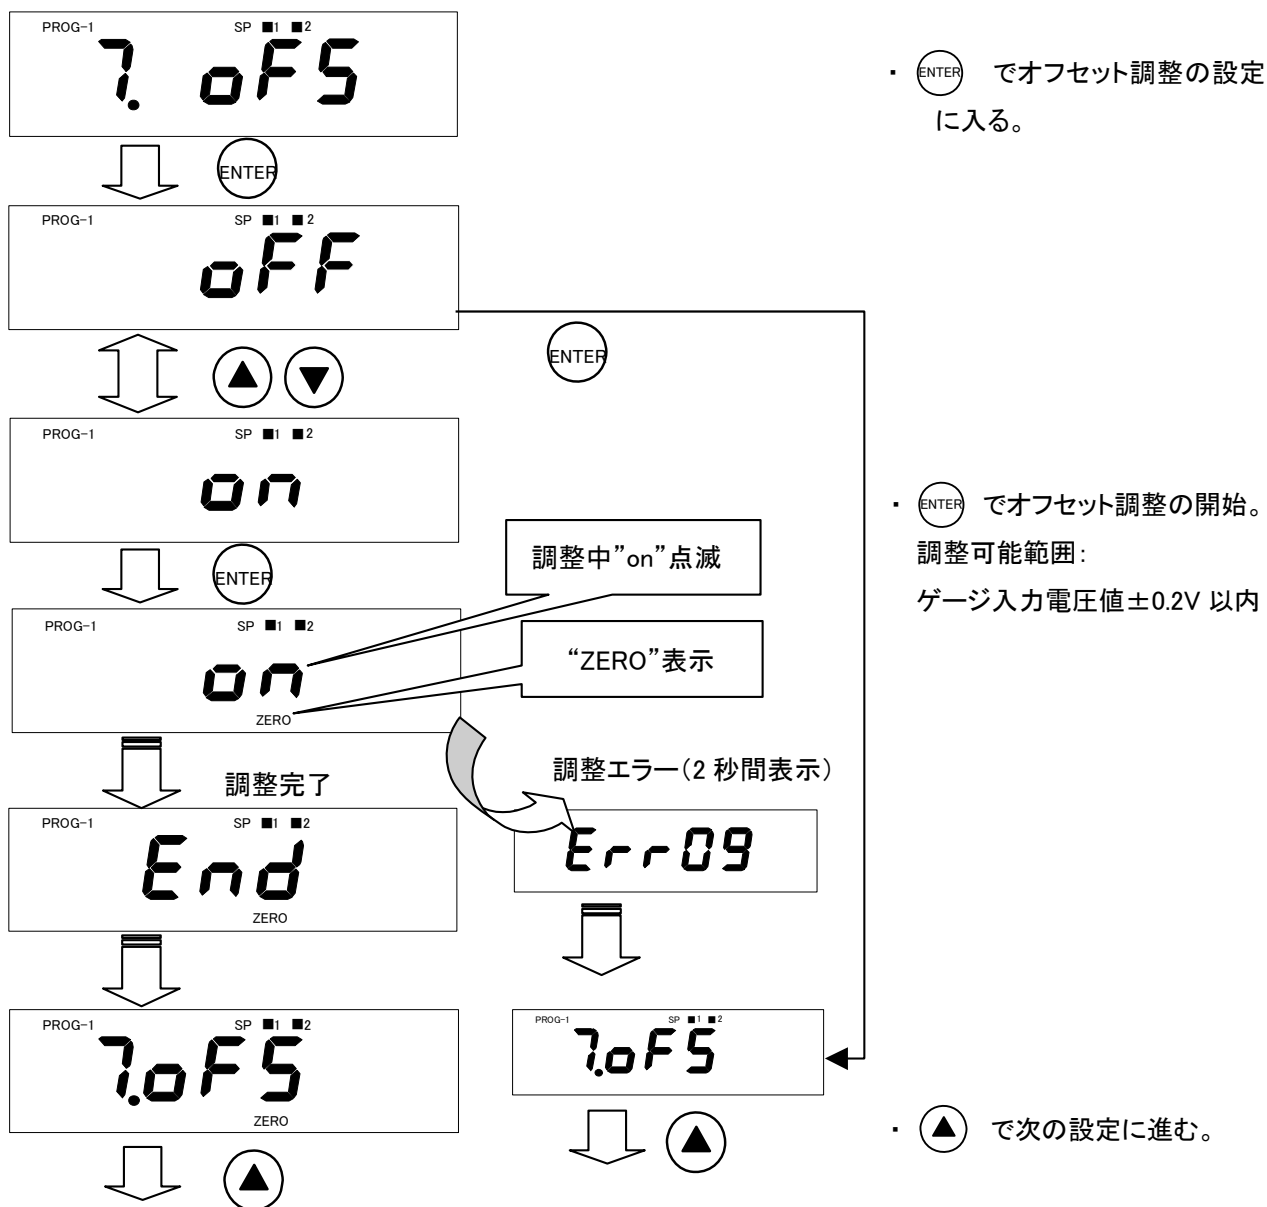 PROG-1 SP ■1 ■2
7. oFS
・ ENTER でオフセット調整の設定
に入る。
ENTER
PROG-1 SP ■1 ■2
oFF
ENTER
▲ ▼
PROG-1 SP ■1 ■2
on
・ ENTER でオフセット調整の開始。
調整可能範囲:
ゲージ入力電圧値±0.2V 以内
ENTER
調整中”on”点滅
PROG-1 SP ■1 ■2
on
ZERO
“ZERO”表示
調整完了
調整エラー(2 秒間表示)
PROG-1 SP ■1 ■2
End
ZERO
Err09
PROG-1 SP ■1 ■2
7.oFS
ZERO
PROG-1 SP ■1 ■2
7.oFS
・ ▲ で次の設定に進む。
▲
▲